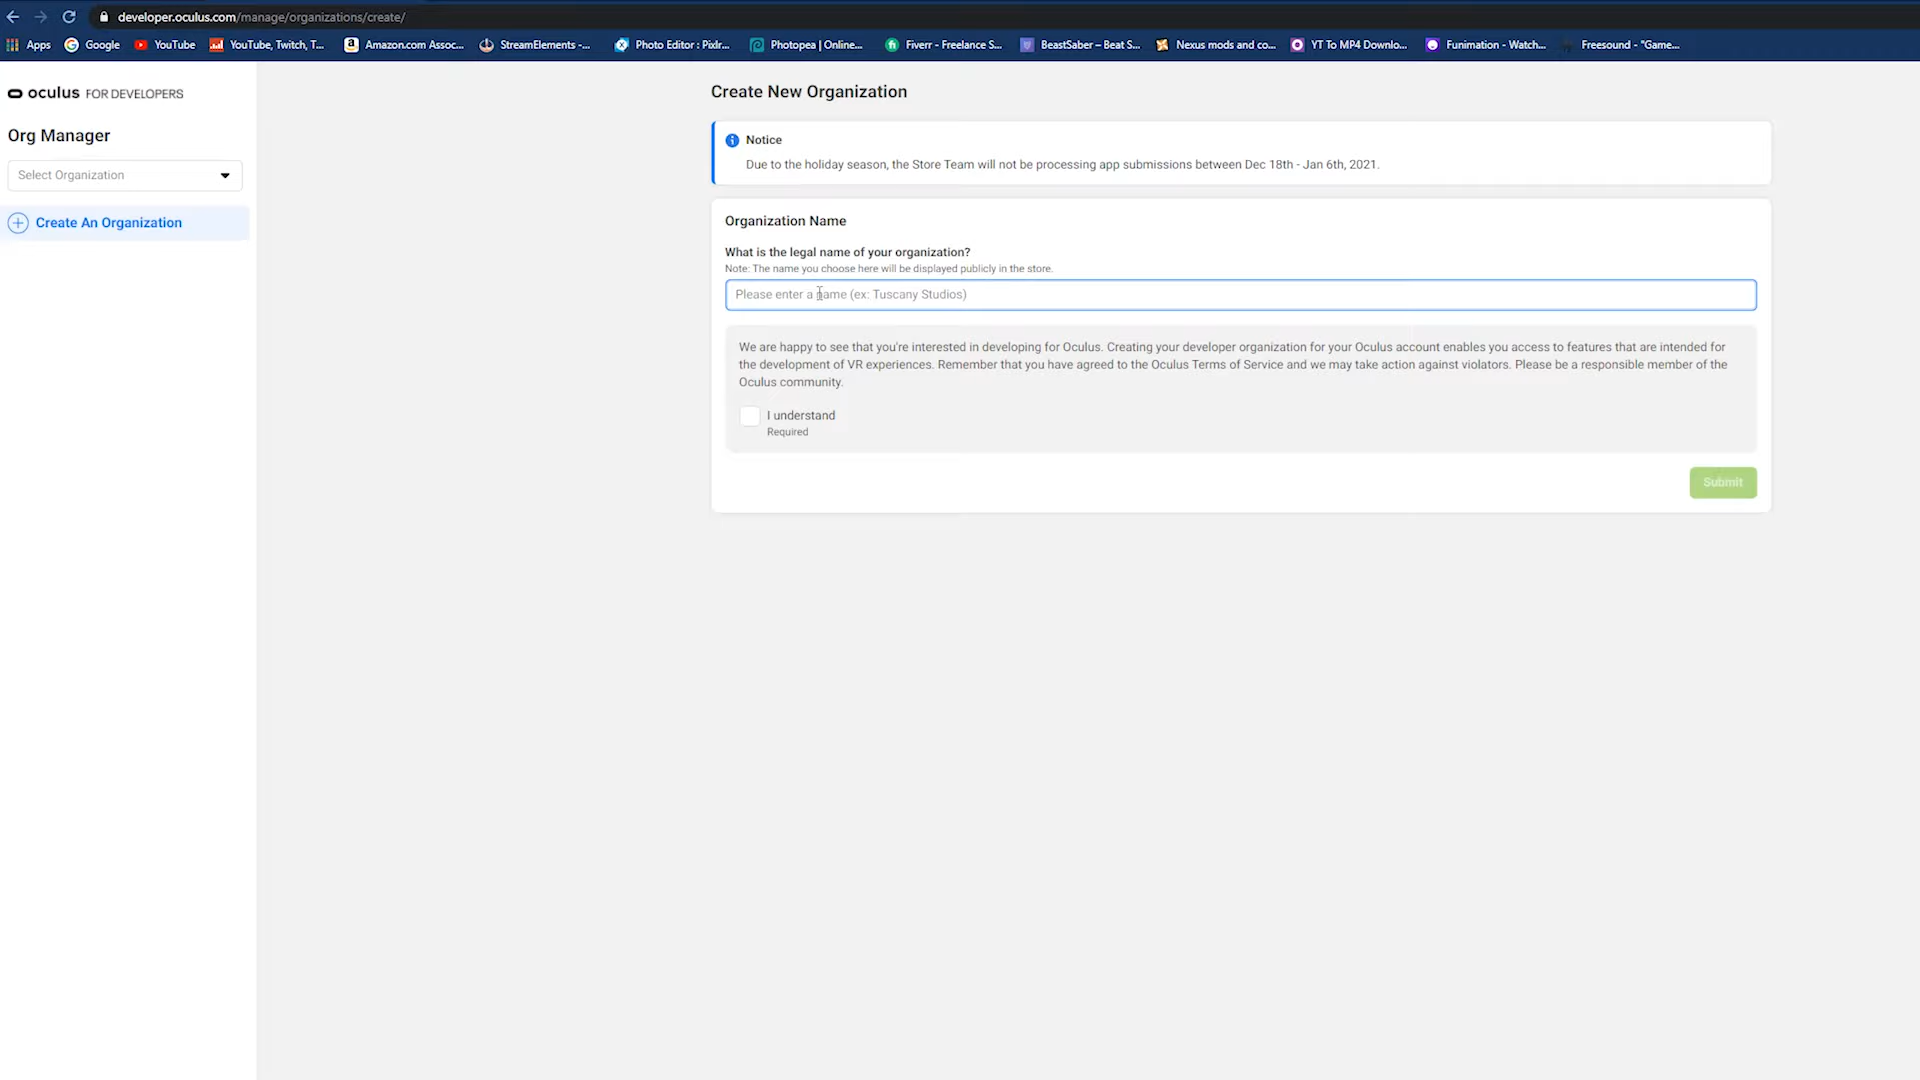 developer.oculus.com/manage/organizations/create/
Apps Google YouTube YouTube, Twitch, T... Amazon.com Assoc... StreamElements -... Photo Editor : Pixlr... Photopea | Online... Fiverr - Freelance S... BeastSaber – Beat S... Nexus mods and co... YT To MP4 Downlo... Funimation - Watch... Freesound - "Game...
oculus FOR DEVELOPERS
Org Manager
Select Organization
Create An Organization
Create New Organization
Notice
Due to the holiday season, the Store Team will not be processing app submissions between Dec 18th - Jan 6th, 2021.
Organization Name
What is the legal name of your organization?
Note: The name you choose here will be displayed publicly in the store.
Please enter a name (ex: Tuscany Studios)
We are happy to see that you're interested in developing for Oculus. Creating your developer organization for your Oculus account enables you access to features that are intended for
the development of VR experiences. Remember that you have agreed to the Oculus Terms of Service and we may take action against violators. Please be a responsible member of the
Oculus community.
I understand
Required
Submit